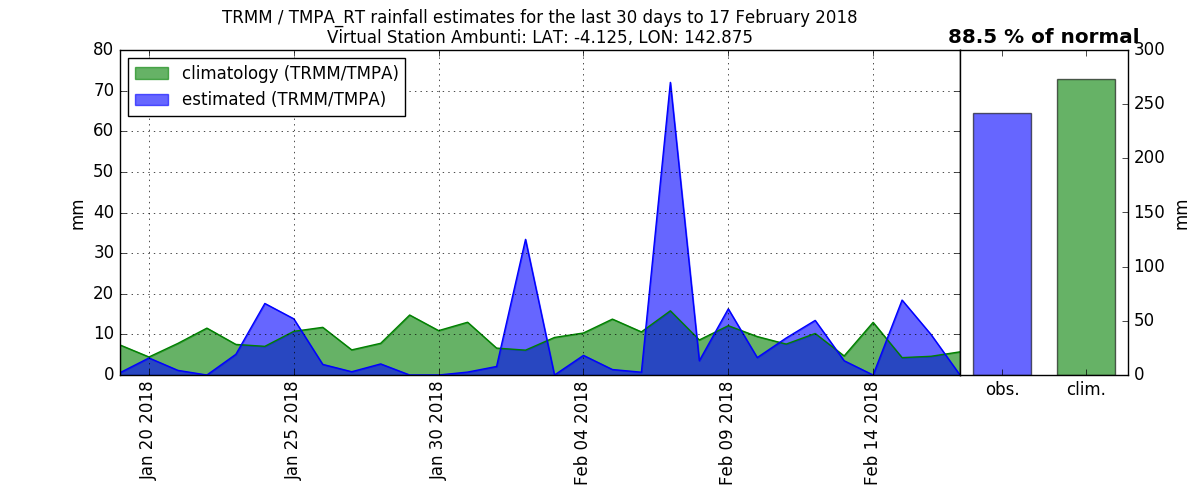 TRMM / TMPA_RT rainfall estimates for the last 30 days to 17 February 2018
Virtual Station Ambunti: LAT: -4.125, LON: 142.875
88.5 % of normal
climatology (TRMM/TMPA)
estimated (TRMM/TMPA)
mm
80
70
60
50
40
30
20
10
0
Jan 20 2018
Jan 25 2018
Jan 30 2018
Feb 04 2018
Feb 09 2018
Feb 14 2018
obs.
clim.
300
250
200
150
100
50
0
mm